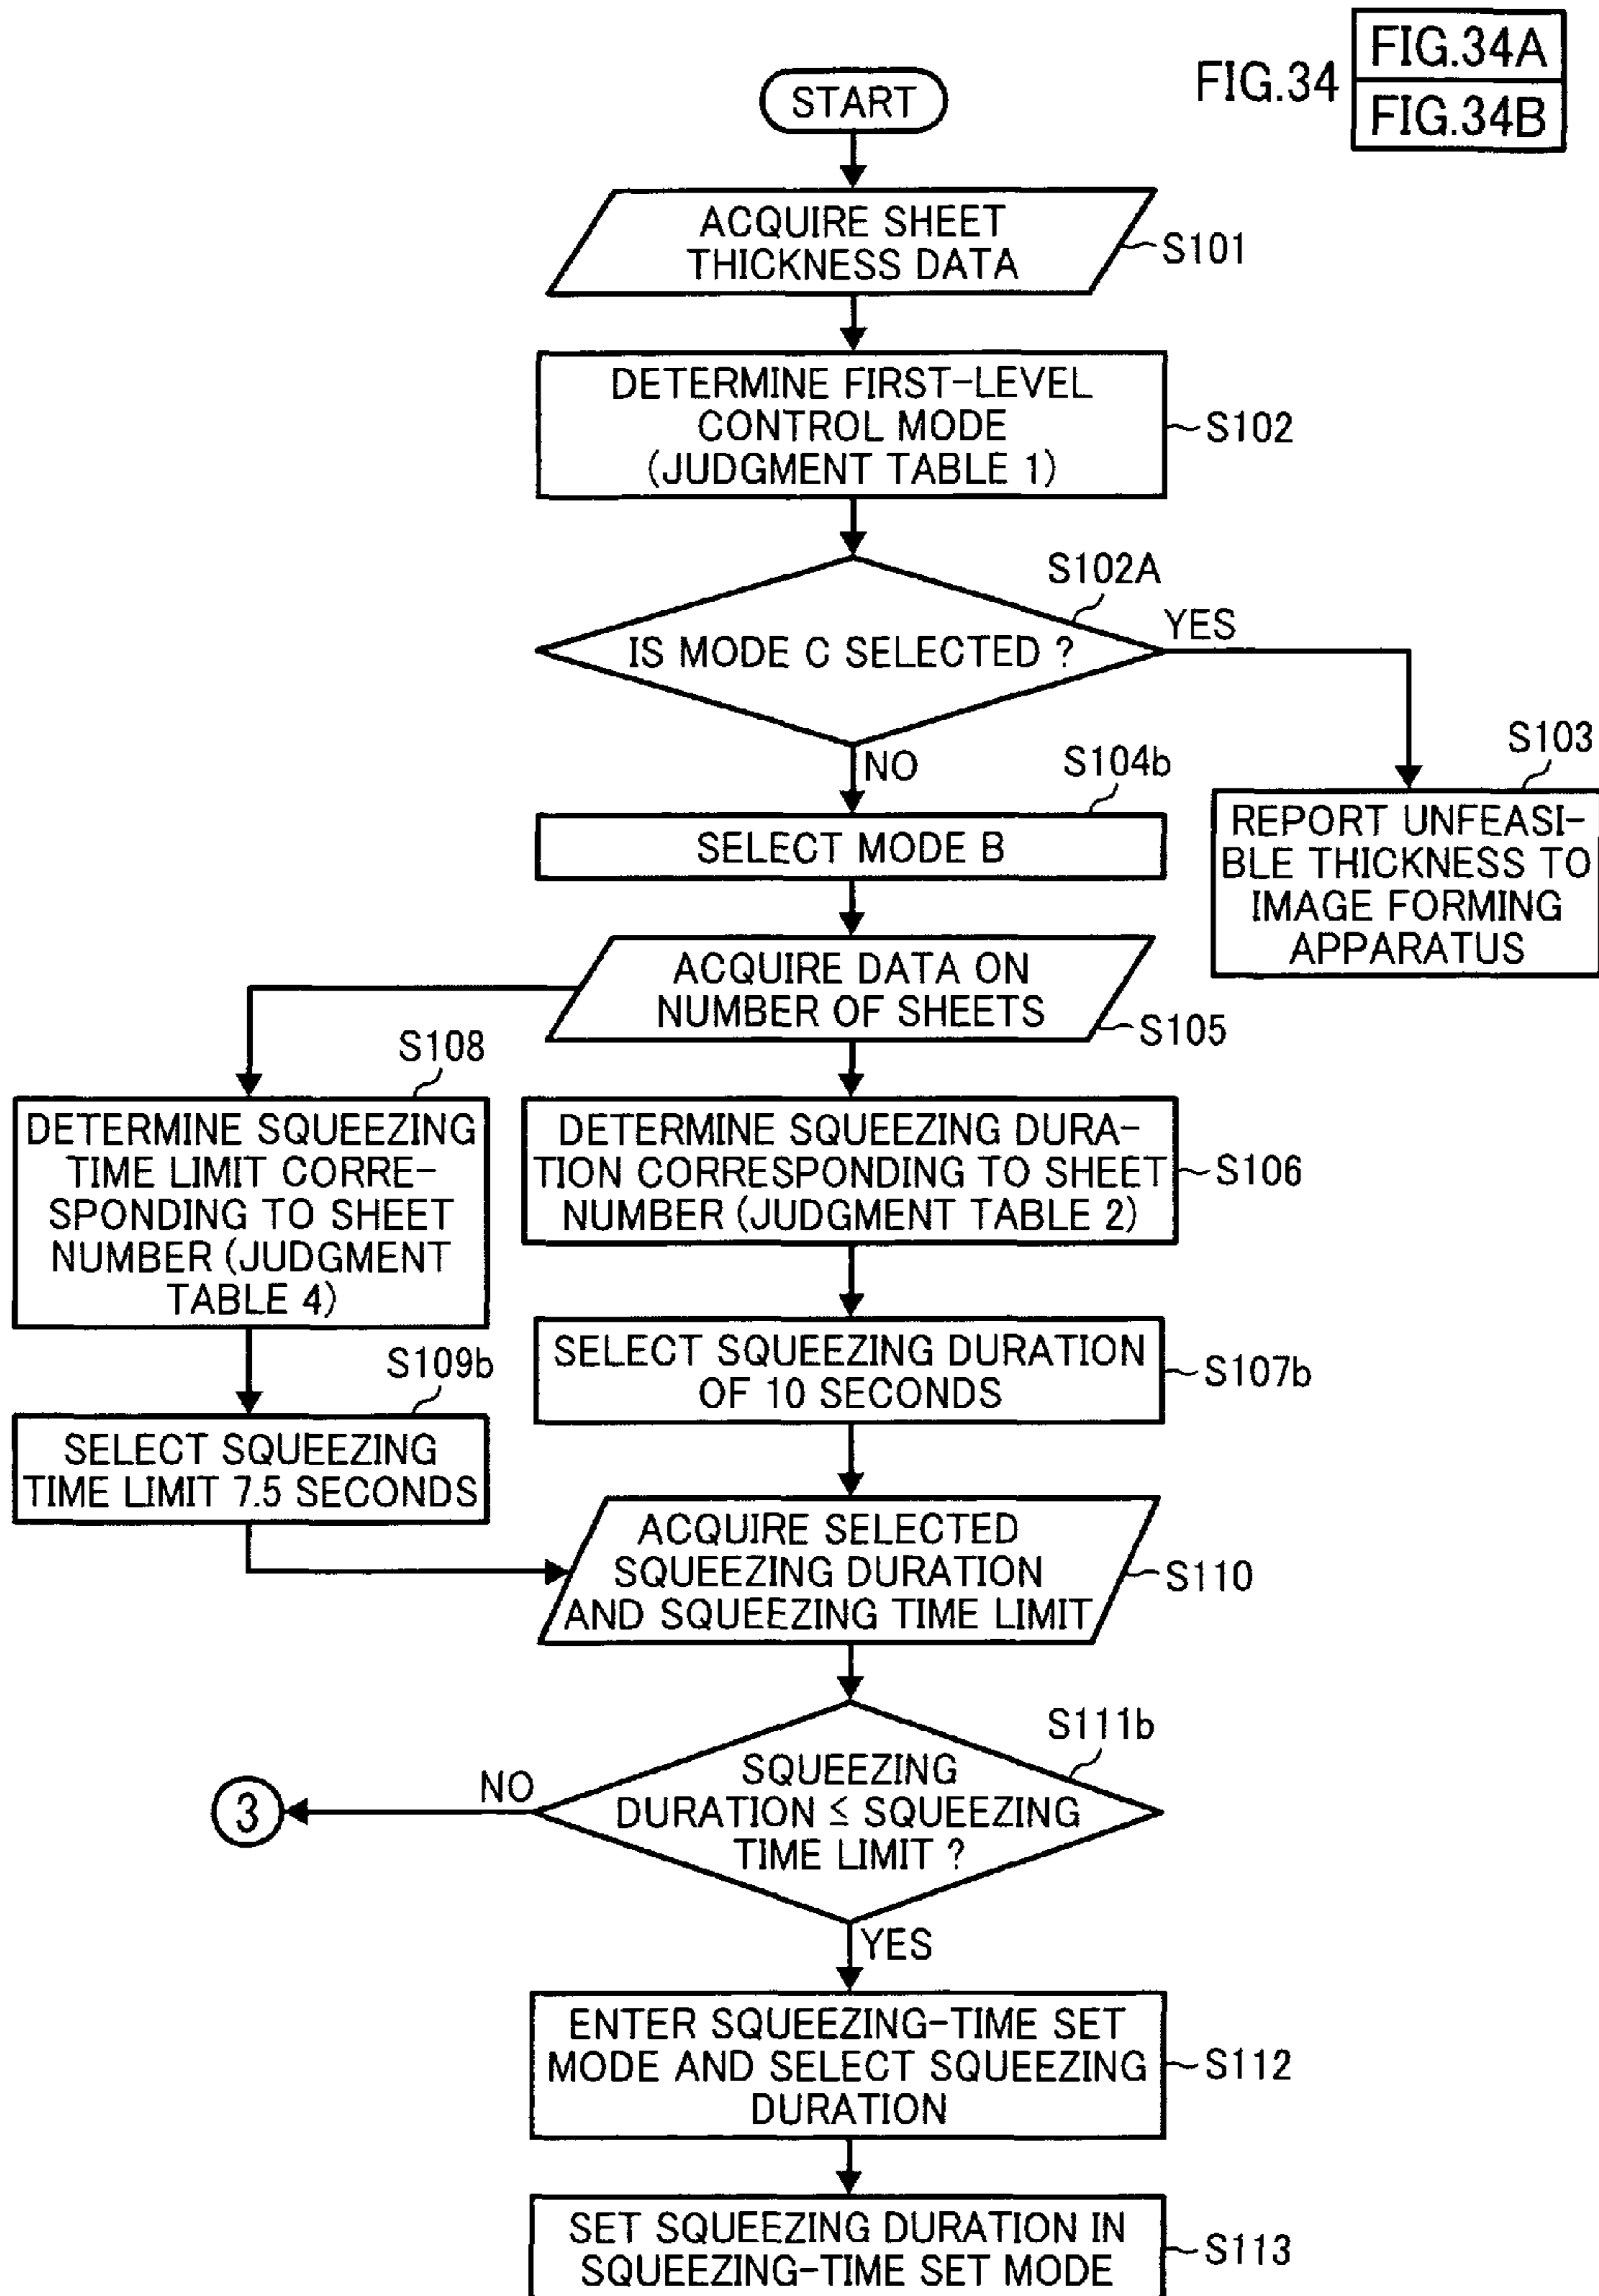 FIG.34
FIG.34A
FIG.34B
START
ACQUIRE SHEET
THICKNESS DATA
S101
DETERMINE FIRST-LEVEL
CONTROL MODE
(JUDGMENT TABLE 1)
S102
S102A
IS MODE C SELECTED ?
YES
NO
S103
REPORT UNFEASI-
BLE THICKNESS TO
IMAGE FORMING
APPARATUS
S104b
SELECT MODE B
ACQUIRE DATA ON
NUMBER OF SHEETS
S105
S108
DETERMINE SQUEEZING
TIME LIMIT CORRE-
SPONDING TO SHEET
NUMBER (JUDGMENT
TABLE 4)
DETERMINE SQUEEZING DURA-
TION CORRESPONDING TO SHEET
NUMBER (JUDGMENT TABLE 2)
S106
S109b
SELECT SQUEEZING
TIME LIMIT 7.5 SECONDS
SELECT SQUEEZING DURATION
OF 10 SECONDS
S107b
ACQUIRE SELECTED
SQUEEZING DURATION
AND SQUEEZING TIME LIMIT
S110
S111b
SQUEEZING
DURATION ≤ SQUEEZING
TIME LIMIT ?
NO
3
YES
ENTER SQUEEZING-TIME SET
MODE AND SELECT SQUEEZING
DURATION
S112
SET SQUEEZING DURATION IN
SQUEEZING-TIME SET MODE
S113